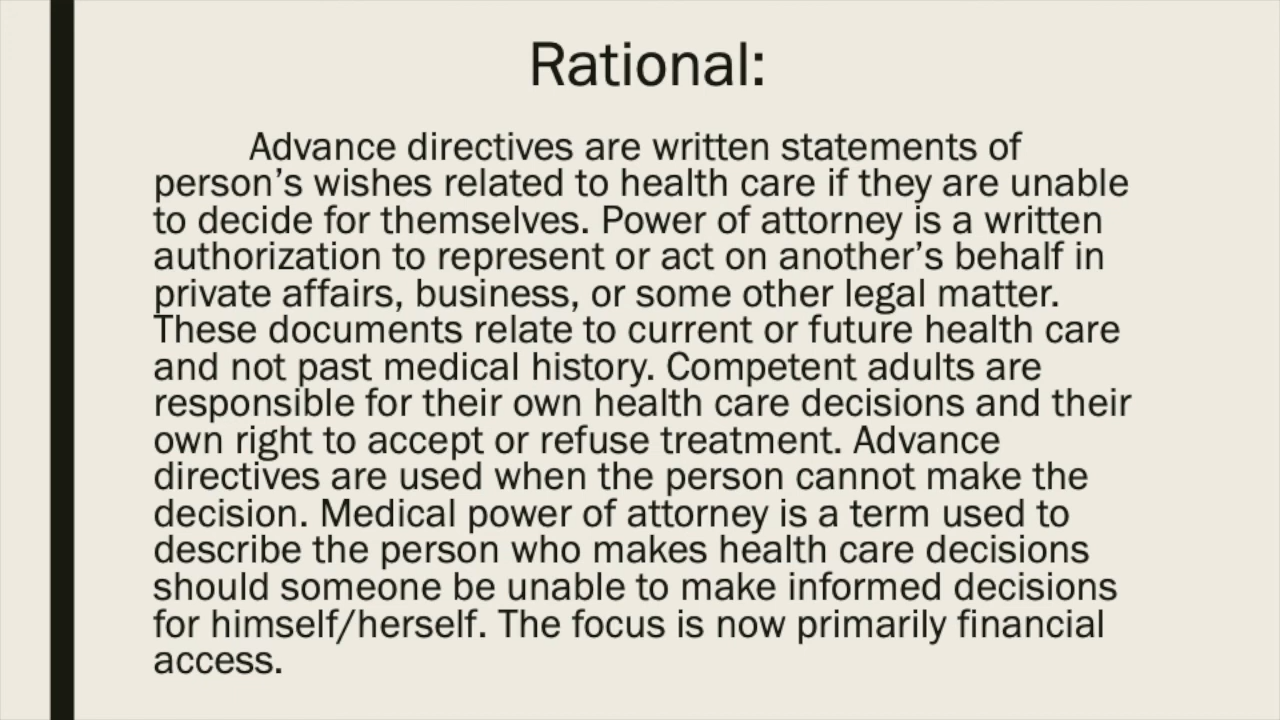 Rational:
Advance directives are written statements of
person’s wishes related to health care if they are unable
to decide for themselves. Power of attorney is a written
authorization to represent or act on another’s behalf in
private affairs, business, or some other legal matter.
These documents relate to current or future health care
and not past medical history. Competent adults are
responsible for their own health care decisions and their
own right to accept or refuse treatment. Advance
directives are used when the person cannot make the
decision. Medical power of attorney is a term used to
describe the person who makes health care decisions
should someone be unable to make informed decisions
for himself/herself. The focus is now primarily financial
access.